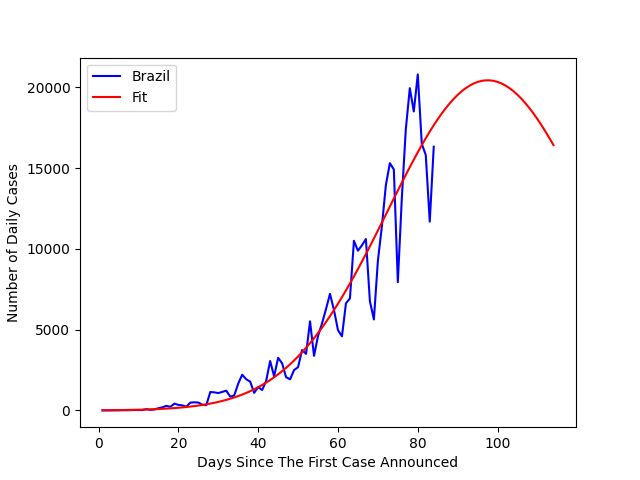 Brazil
Fit
Number of Daily Cases
20000
15000
10000
5000
0
0 20 40 60 80 100
Days Since The First Case Announced